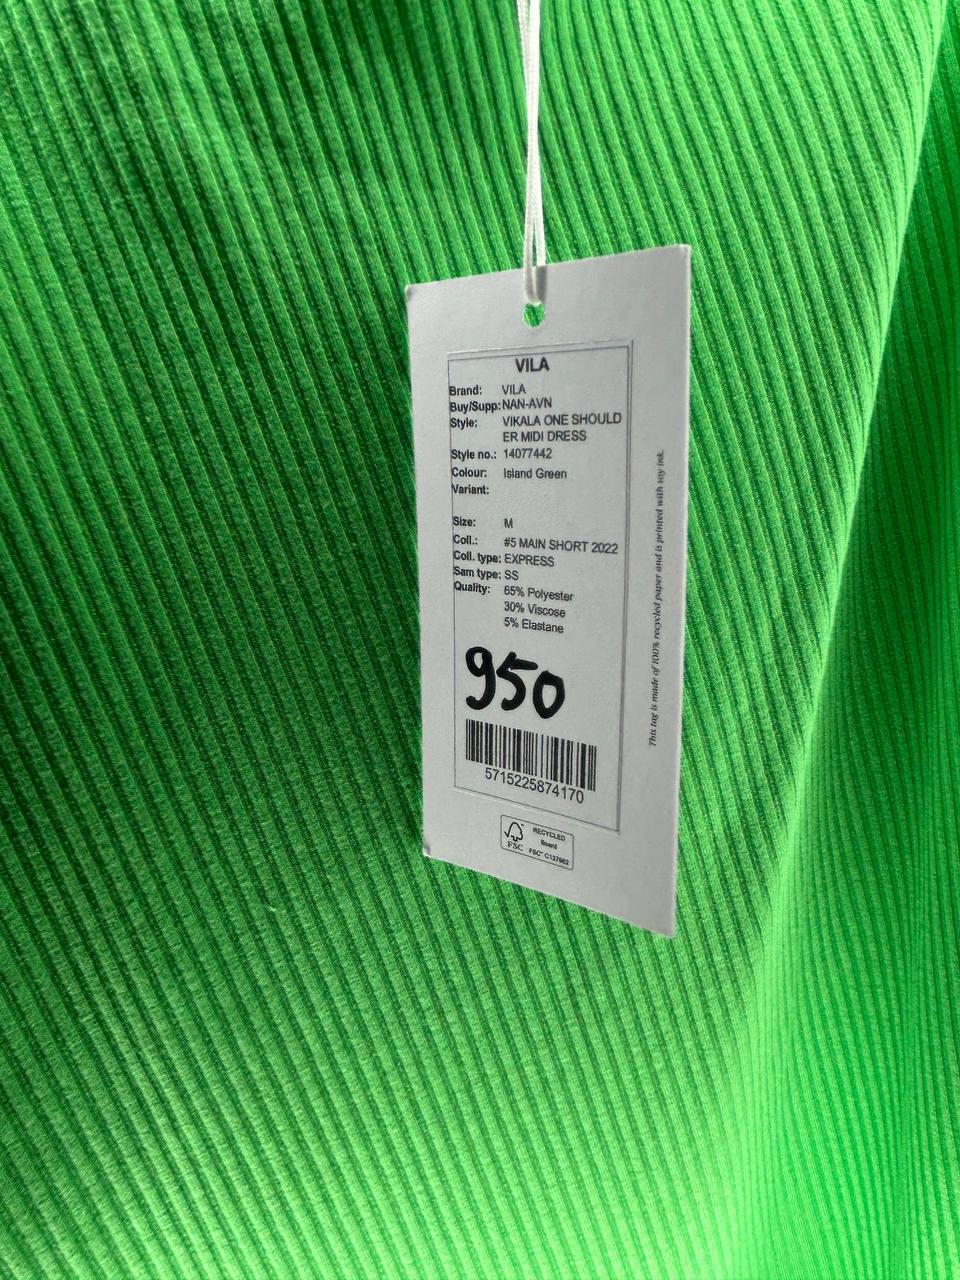 VILA
Brand: VILA
Buy/Supp: NAN-AVN
Style: VIKALA ONE SHOULD
ER MIDI DRESS
Style no.: 14077442
Colour: Island Green
Variant:
Size: M
Coll.: #5 MAIN SHORT 2022
Coll. type: EXPRESS
Sam type: SS
Quality: 65% Polyester
30% Viscose
5% Elastane
950
5715225874170
FSC
RECYCLED
Board
FSC™ C137962
This tag is made of 100% recycled paper and is printed with soy ink.